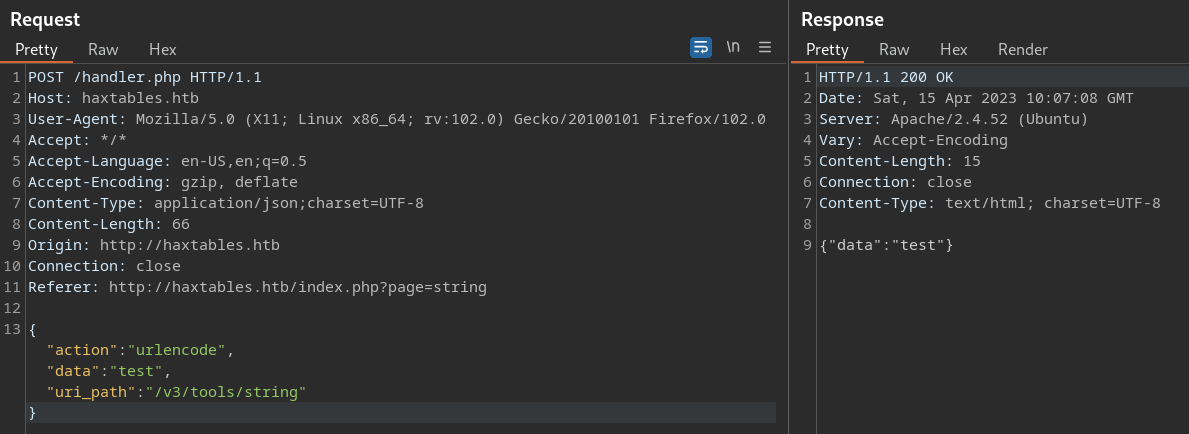 Request
Pretty Raw Hex
\n
1 POST /handler.php HTTP/1.1
2 Host: haxtables.htb
3 User-Agent: Mozilla/5.0 (X11; Linux x86_64; rv:102.0) Gecko/20100101 Firefox/102.0
4 Accept: */*
5 Accept-Language: en-US,en;q=0.5
6 Accept-Encoding: gzip, deflate
7 Content-Type: application/json;charset=UTF-8
8 Content-Length: 66
9 Origin: http://haxtables.htb
10 Connection: close
11 Referer: http://haxtables.htb/index.php?page=string
12
13 {
"action":"urlencode",
"data":"test",
"uri_path":"/v3/tools/string"
}
Response
Pretty Raw Hex Render
1 HTTP/1.1 200 OK
2 Date: Sat, 15 Apr 2023 10:07:08 GMT
3 Server: Apache/2.4.52 (Ubuntu)
4 Vary: Accept-Encoding
5 Content-Length: 15
6 Connection: close
7 Content-Type: text/html; charset=UTF-8
8
9 {"data":"test"}